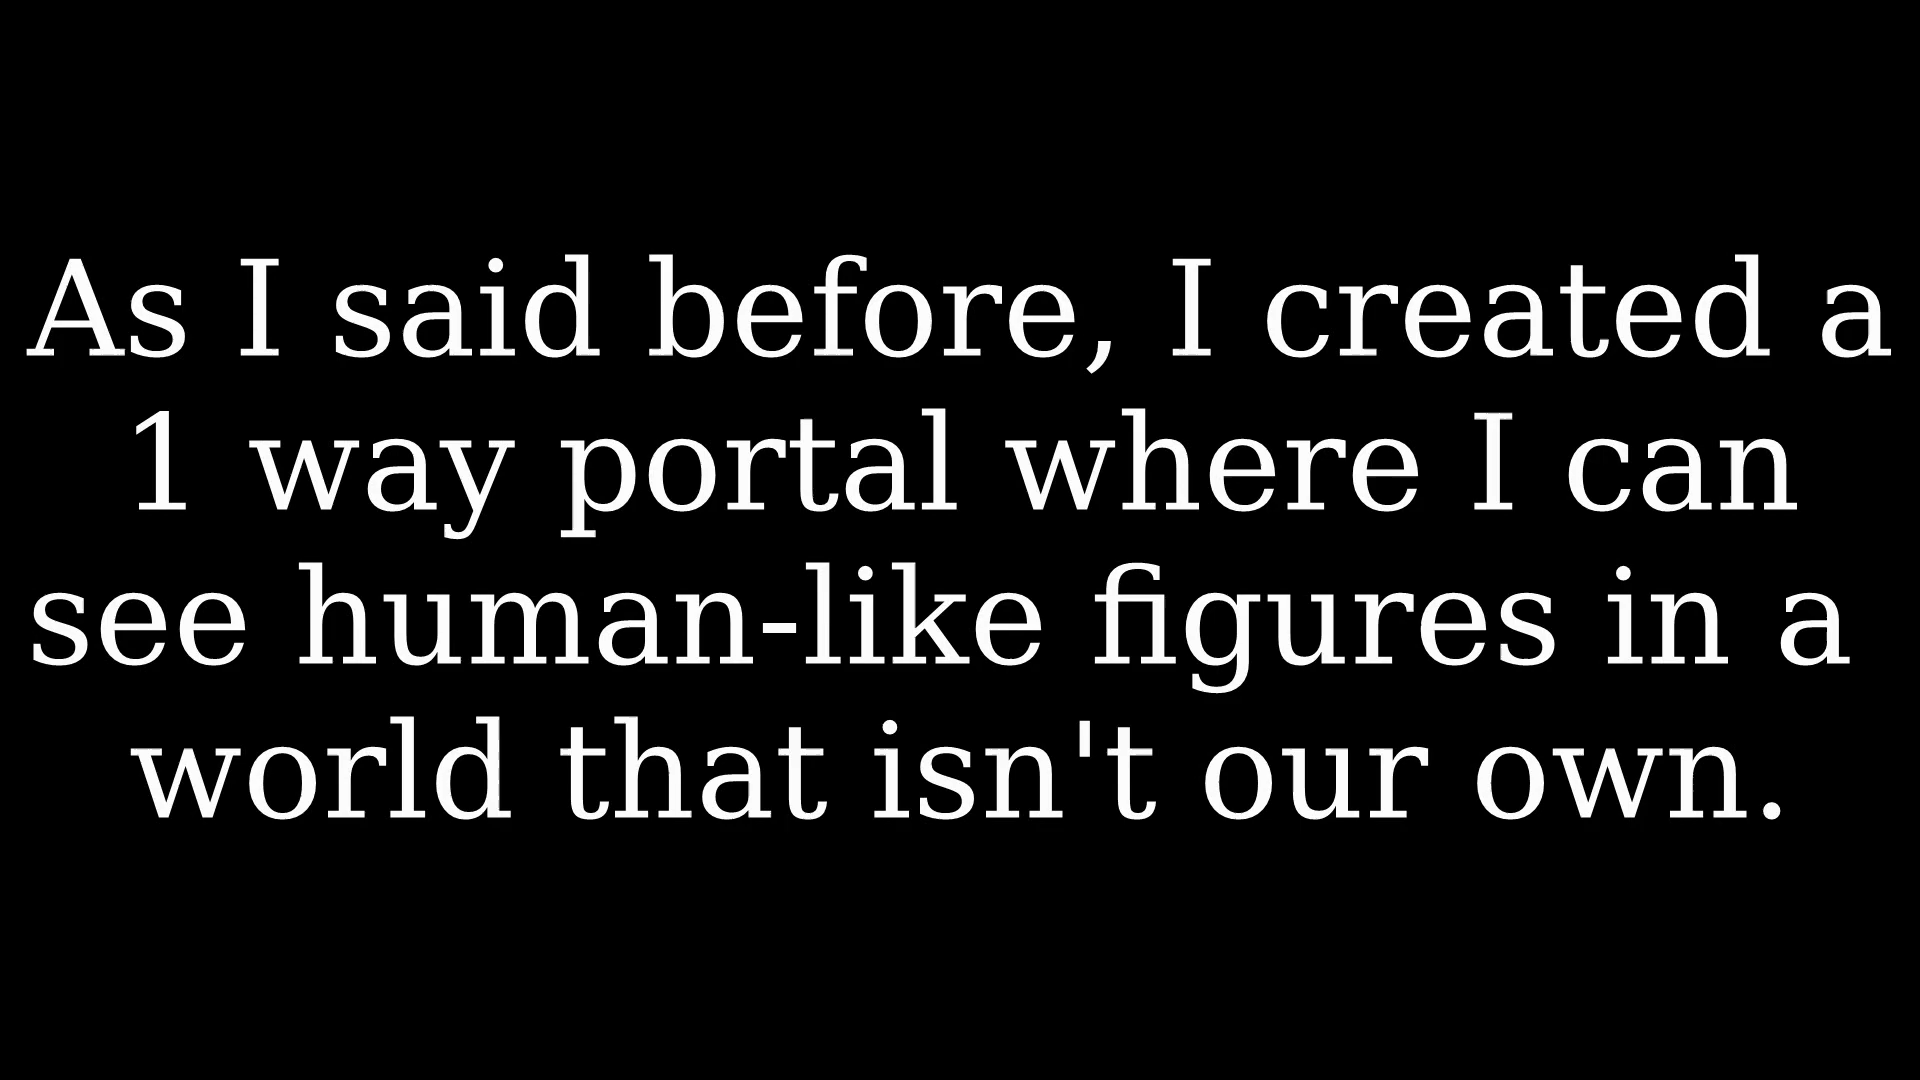 As I said before, I created a
1 way portal where I can
see human-like figures in a
world that isn't our own.